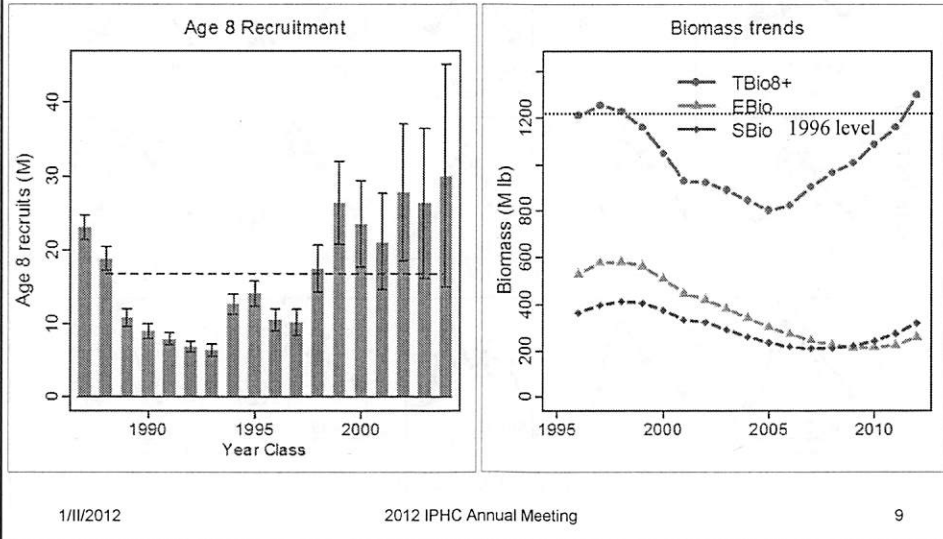 Age 8 Recruitment
Age 8 recruits (M)
40
30
20
10
0
1990 1995 2000
Year Class
Biomass trends
Biomass (M lb)
1200
800
600
400
200
0
TBio8+
EBio
SBio 1996 level
1995 2000 2005 2010
1/II/2012 2012 IPHC Annual Meeting 9